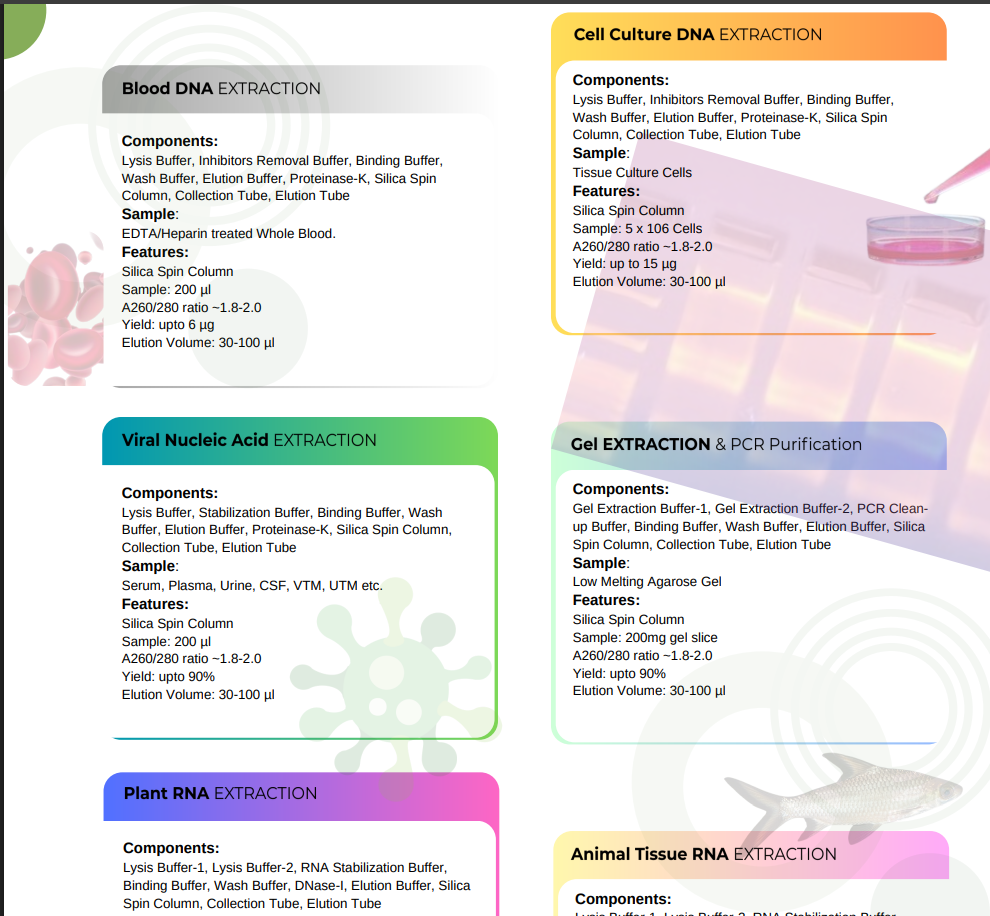 Blood DNA EXTRACTION
Components:
Lysis Buffer, Inhibitors Removal Buffer, Binding Buffer,
Wash Buffer, Elution Buffer, Proteinase-K, Silica Spin
Column, Collection Tube, Elution Tube
Sample:
EDTA/Heparin treated Whole Blood.
Features:
Silica Spin Column
Sample: 200 µl
A260/280 ratio ~1.8-2.0
Yield: upto 6 µg
Elution Volume: 30-100 µl
Viral Nucleic Acid EXTRACTION
Components:
Lysis Buffer, Stabilization Buffer, Binding Buffer, Wash
Buffer, Elution Buffer, Proteinase-K, Silica Spin Column,
Collection Tube, Elution Tube
Sample:
Serum, Plasma, Urine, CSF, VTM, UTM etc.
Features:
Silica Spin Column
Sample: 200 µl
A260/280 ratio ~1.8-2.0
Yield: upto 90%
Elution Volume: 30-100 µl
Plant RNA EXTRACTION
Components:
Lysis Buffer-1, Lysis Buffer-2, RNA Stabilization Buffer,
Binding Buffer, Wash Buffer, DNase-I, Elution Buffer, Silica
Spin Column, Collection Tube, Elution Tube
Cell Culture DNA EXTRACTION
Components:
Lysis Buffer, Inhibitors Removal Buffer, Binding Buffer,
Wash Buffer, Elution Buffer, Proteinase-K, Silica Spin
Column, Collection Tube, Elution Tube
Sample:
Tissue Culture Cells
Features:
Silica Spin Column
Sample: 5 x 106 Cells
A260/280 ratio ~1.8-2.0
Yield: up to 15 µg
Elution Volume: 30-100 µl
Gel EXTRACTION & PCR Purification
Components:
Gel Extraction Buffer-1, Gel Extraction Buffer-2, PCR Clean-
up Buffer, Binding Buffer, Wash Buffer, Elution Buffer, Silica
Spin Column, Collection Tube, Elution Tube
Sample:
Low Melting Agarose Gel
Features:
Silica Spin Column
Sample: 200mg gel slice
A260/280 ratio ~1.8-2.0
Yield: upto 90%
Elution Volume: 30-100 µl
Animal Tissue RNA EXTRACTION
Components:
Lysis Buffer-1, Lysis Buffer-2, RNA Stabilization Buffer,